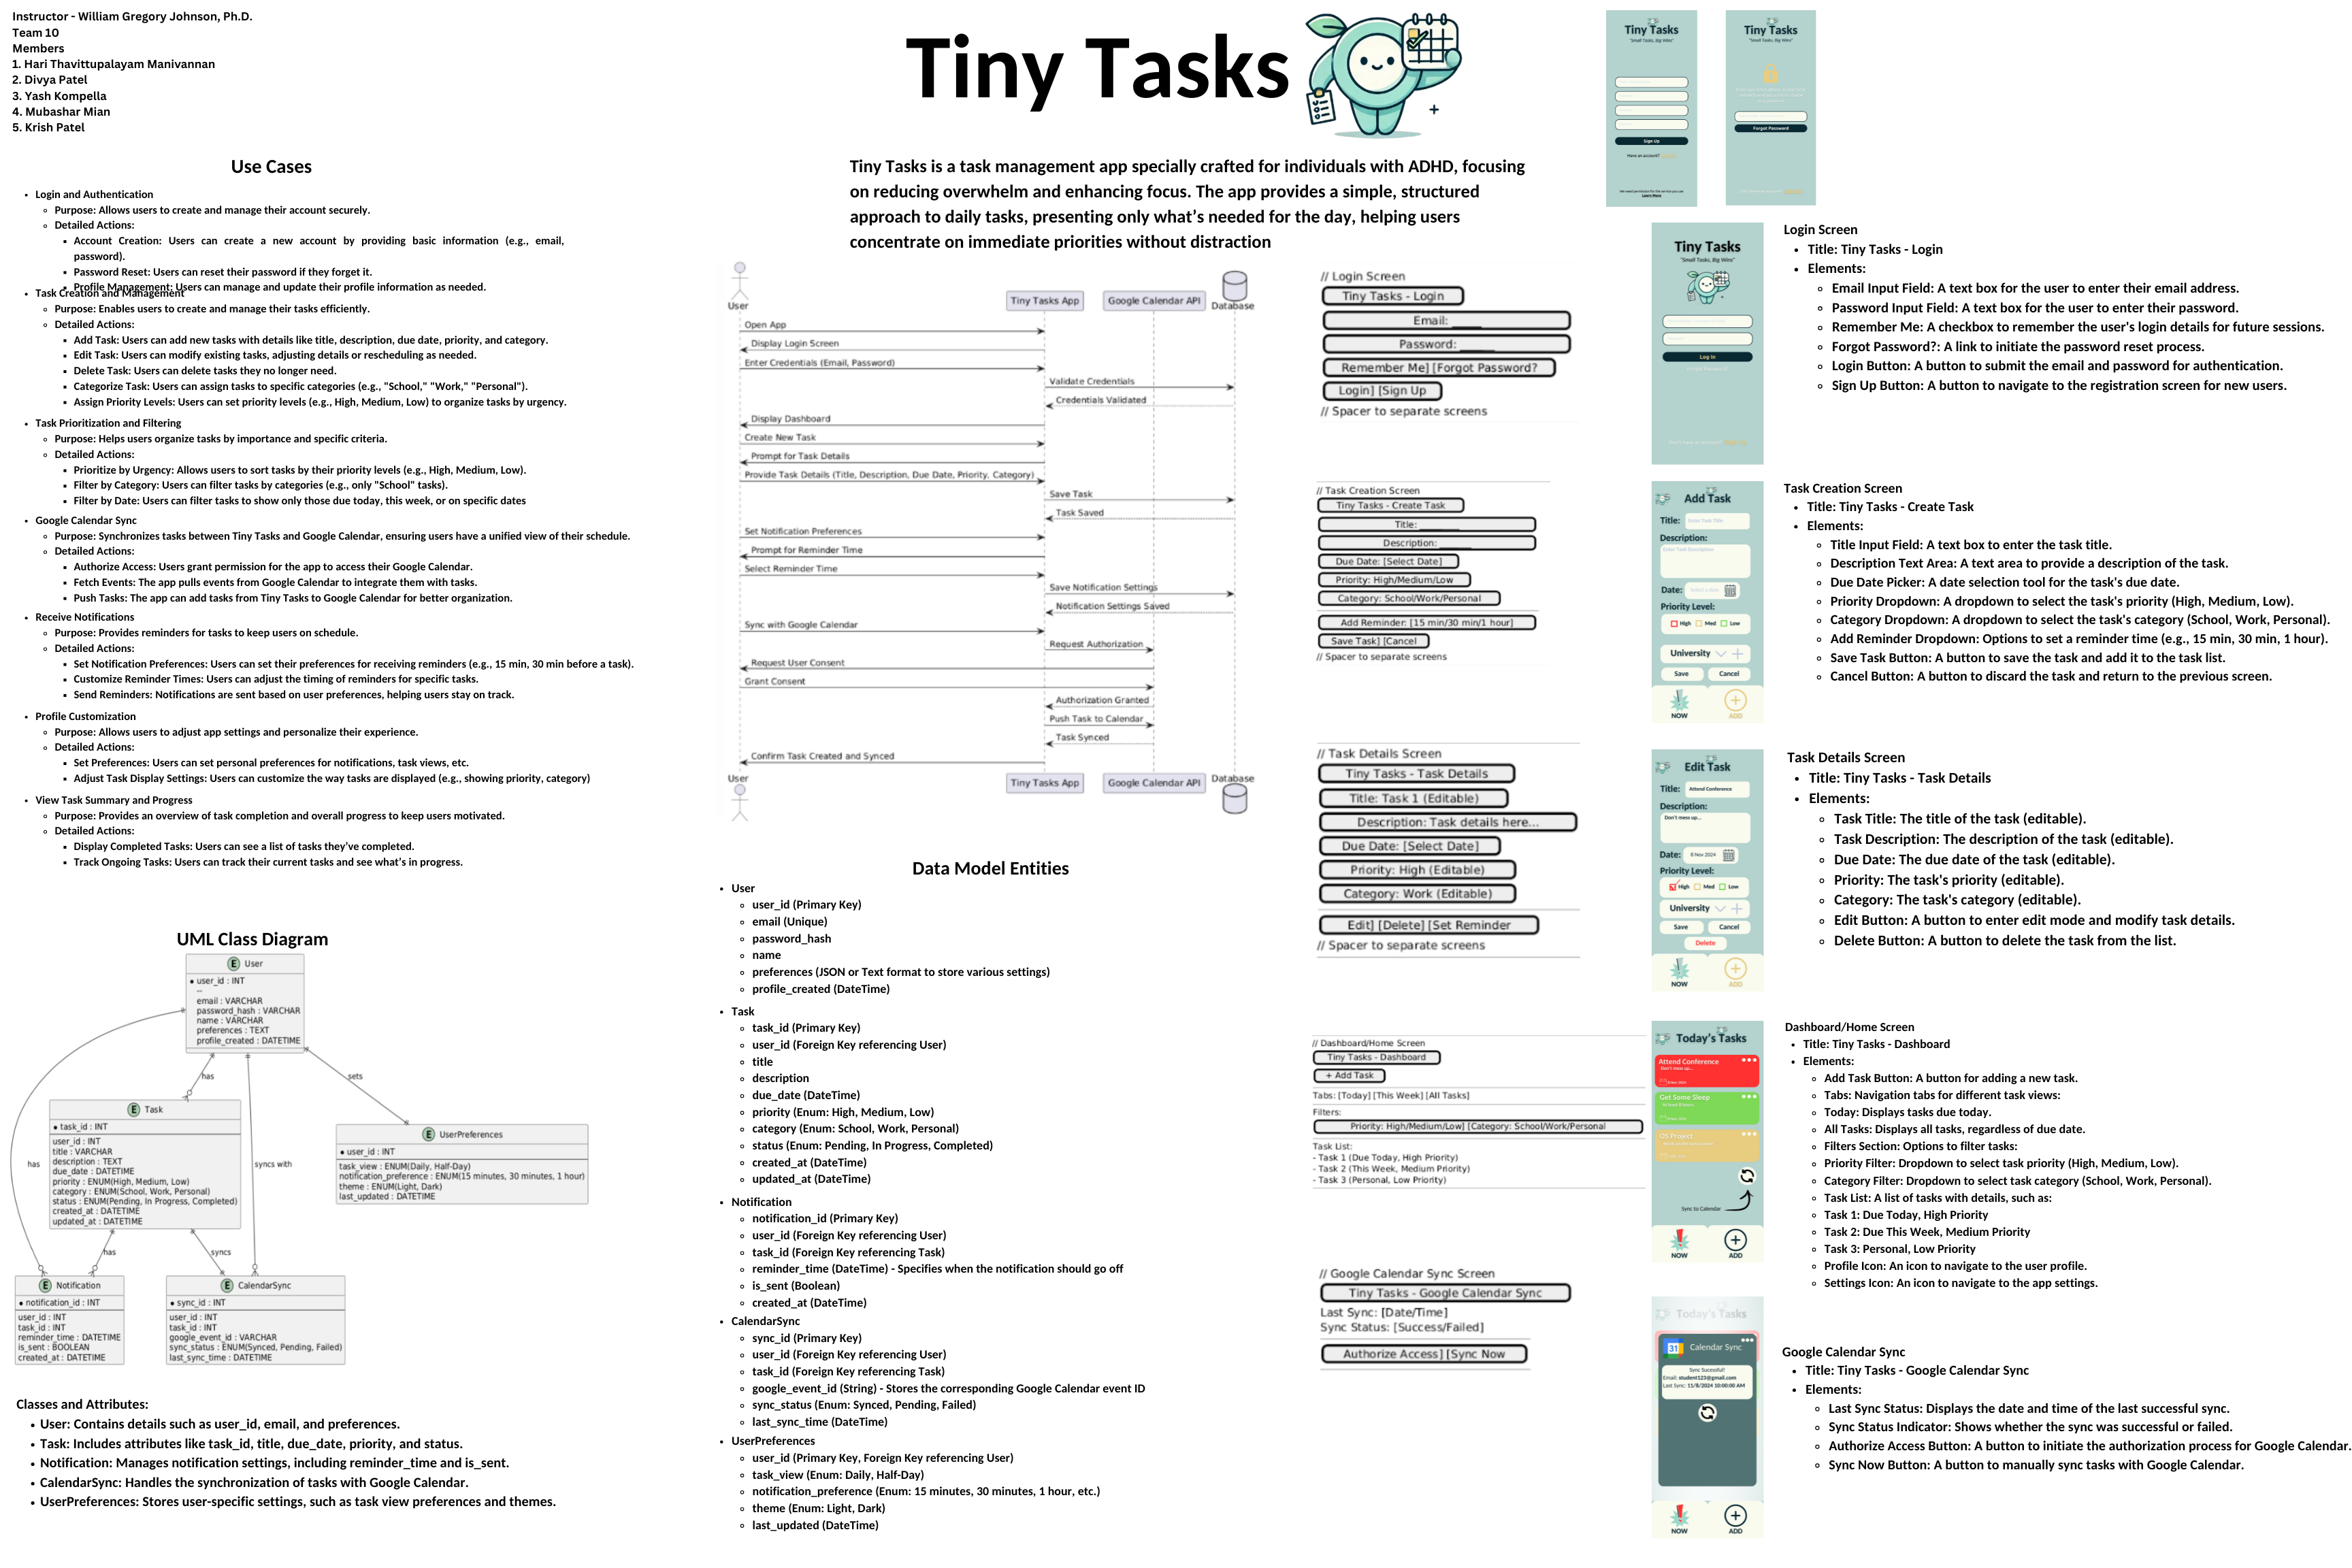 Instructor - William Gregory Johnson, Ph.D.
Team 10
Members
1. Hari Thavittupalayam Manivannan
2. Divya Patel
3. Yash Kompella
4. Mubashar Mian
5. Krish Patel
Tiny Tasks
Tiny Tasks is a task management app specially crafted for individuals with ADHD, focusing
on reducing overwhelm and enhancing focus. The app provides a simple, structured
approach to daily tasks, presenting only what's needed for the day, helping users
concentrate on immediate priorities without distraction
Use Cases
• Login and Authentication
Purpose: Allows users to create and manage their account securely.
Detailed Actions:
Account Creation: Users can create a new account by providing basic information (e.g., email,
password).
Password Reset: Users can reset their password if they forget it.
Profile Management: Users can manage and update their profile information as needed.
• Task Creation and Management
Purpose: Enables users to create and manage their tasks efficiently.
Detailed Actions:
Add Task: Users can add new tasks with details like title, description, due date, priority, and category.
Edit Task: Users can modify existing tasks, adjusting details or rescheduling as needed.
Delete Task: Users can delete tasks they no longer need.
Categorize Task: Users can assign tasks to specific categories (e.g., "School," "Work," "Personal").
Assign Priority Levels: Users can set priority levels (e.g., High, Medium, Low) to organize tasks by urgency.
• Task Prioritization and Filtering
Purpose: Helps users organize tasks by importance and specific criteria.
Detailed Actions:
Prioritize by Urgency: Allows users to sort tasks by their priority levels (e.g., High, Medium, Low).
Filter by Category: Users can filter tasks by categories (e.g., only "School" tasks).
Filter by Date: Users can filter tasks to show only those due today, this week, or on specific dates
• Google Calendar Sync
Purpose: Synchronizes tasks between Tiny Tasks and Google Calendar, ensuring users have a unified view of their schedule.
Detailed Actions:
Authorize Access: Users grant permission for the app to access their Google Calendar.
Fetch Events: The app pulls events from Google Calendar to integrate them with tasks.
Push Tasks: The app can add tasks from Tiny Tasks to Google Calendar for better organization.
• Receive Notifications
Purpose: Provides reminders for tasks to keep users on schedule.
Detailed Actions:
Set Notification Preferences: Users can set their preferences for receiving reminders (e.g., 15 min, 30 min before a task).
Customize Reminder Times: Users can adjust the timing of reminders for specific tasks.
Send Reminders: Notifications are sent based on user preferences, helping users stay on track.
• Profile Customization
Purpose: Allows users to adjust app settings and personalize their experience.
Detailed Actions:
Set Preferences: Users can set personal preferences for notifications, task views, etc.
Adjust Task Display Settings: Users can customize the way tasks are displayed (e.g., showing priority, category)
• View Task Summary and Progress
Purpose: Provides an overview of task completion and overall progress to keep users motivated.
Detailed Actions:
Display Completed Tasks: Users can see a list of tasks they've completed.
Track Ongoing Tasks: Users can track their current tasks and see what's in progress.
UML Class Diagram
E User
• user_id : INT
--
email : VARCHAR
password_hash : VARCHAR
name : VARCHAR
preferences : TEXT
profile_created : DATETIME
has
sets
E Task
• task_id : INT
user_id : INT
title : VARCHAR
description : TEXT
due_date : DATETIME
priority : ENUM(High, Medium, Low)
category : ENUM(School, Work, Personal)
status : ENUM(Pending, In Progress, Completed)
created_at : DATETIME
updated_at : DATETIME
E UserPreferences
• user_id : INT
task_view : ENUM(Daily, Half-Day)
notification_preference : ENUM(15 minutes, 30 minutes, 1 hour)
theme : ENUM(Light, Dark)
last_updated : DATETIME
has
syncs with
has
syncs
E Notification
• notification_id : INT
user_id : INT
task_id : INT
reminder_time : DATETIME
is_sent : BOOLEAN
created_at : DATETIME
E CalendarSync
• sync_id : INT
user_id : INT
task_id : INT
google_event_id : VARCHAR
sync_status : ENUM(Synced, Pending, Failed)
last_sync_time : DATETIME
Classes and Attributes:
• User: Contains details such as user_id, email, and preferences.
• Task: Includes attributes like task_id, title, due_date, priority, and status.
• Notification: Manages notification settings, including reminder_time and is_sent.
• CalendarSync: Handles the synchronization of tasks with Google Calendar.
• UserPreferences: Stores user-specific settings, such as task view preferences and themes.
User
Tiny Tasks App
Google Calendar API
Database
Open App
Display Login Screen
Enter Credentials (Email, Password)
Validate Credentials
Credentials Validated
Display Dashboard
Create New Task
Prompt for Task Details
Provide Task Details (Title, Description, Due Date, Priority, Category)
Save Task
Task Saved
Set Notification Preferences
Prompt for Reminder Time
Select Reminder Time
Save Notification Settings
Notification Settings Saved
Sync with Google Calendar
Request Authorization
Request User Consent
Grant Consent
Authorization Granted
Push Task to Calendar
Task Synced
Confirm Task Created and Synced
User
Tiny Tasks App
Google Calendar API
Database
Data Model Entities
• User
user_id (Primary Key)
email (Unique)
password_hash
name
preferences (JSON or Text format to store various settings)
profile_created (DateTime)
• Task
task_id (Primary Key)
user_id (Foreign Key referencing User)
title
description
due_date (DateTime)
priority (Enum: High, Medium, Low)
category (Enum: School, Work, Personal)
status (Enum: Pending, In Progress, Completed)
created_at (DateTime)
updated_at (DateTime)
• Notification
notification_id (Primary Key)
user_id (Foreign Key referencing User)
task_id (Foreign Key referencing Task)
reminder_time (DateTime) - Specifies when the notification should go off
is_sent (Boolean)
created_at (DateTime)
• CalendarSync
sync_id (Primary Key)
user_id (Foreign Key referencing User)
task_id (Foreign Key referencing Task)
google_event_id (String) - Stores the corresponding Google Calendar event ID
sync_status (Enum: Synced, Pending, Failed)
last_sync_time (DateTime)
• UserPreferences
user_id (Primary Key, Foreign Key referencing User)
task_view (Enum: Daily, Half-Day)
notification_preference (Enum: 15 minutes, 30 minutes, 1 hour, etc.)
theme (Enum: Light, Dark)
last_updated (DateTime)
// Login Screen
Tiny Tasks - Login
Email: ____
Password: ____
Remember Me] [Forgot Password?
Login] [Sign Up
// Spacer to separate screens
// Task Creation Screen
Tiny Tasks - Create Task
Title: ______
Description: ______
Due Date: [Select Date]
Priority: High/Medium/Low
Category: School/Work/Personal
Add Reminder: [15 min/30 min/1 hour]
Save Task] [Cancel
// Spacer to separate screens
// Task Details Screen
Tiny Tasks - Task Details
Title: Task 1 (Editable)
Description: Task details here...
Due Date: [Select Date]
Priority: High (Editable)
Category: Work (Editable)
Edit] [Delete] [Set Reminder
// Spacer to separate screens
// Dashboard/Home Screen
Tiny Tasks - Dashboard
+ Add Task
Tabs: [Today] [This Week] [All Tasks]
Filters:
Priority: High/Medium/Low] [Category: School/Work/Personal
Task List:
- Task 1 (Due Today, High Priority)
- Task 2 (This Week, Medium Priority)
- Task 3 (Personal, Low Priority)
// Google Calendar Sync Screen
Tiny Tasks - Google Calendar Sync
Last Sync: [Date/Time]
Sync Status: [Success/Failed]
Authorize Access] [Sync Now
Tiny Tasks
"Small Tasks, Big Wins"
Sign Up
Have an account?
We need permission for the service you use
Learn More
Tiny Tasks
"Small Tasks, Big Wins"
Forgot Password
Tiny Tasks
"Small Tasks, Big Wins"
Log In
Forgot Password?
Don't have an account? Sign Up
Login Screen
• Title: Tiny Tasks - Login
• Elements:
Email Input Field: A text box for the user to enter their email address.
Password Input Field: A text box for the user to enter their password.
Remember Me: A checkbox to remember the user's login details for future sessions.
Forgot Password?: A link to initiate the password reset process.
Login Button: A button to submit the email and password for authentication.
Sign Up Button: A button to navigate to the registration screen for new users.
Add Task
Title: Enter Task Title
Description:
Enter Task Description
Date: Select a date
Priority Level:
High Med Low
University
Save Cancel
NOW ADD
Task Creation Screen
• Title: Tiny Tasks - Create Task
• Elements:
Title Input Field: A text box to enter the task title.
Description Text Area: A text area to provide a description of the task.
Due Date Picker: A date selection tool for the task's due date.
Priority Dropdown: A dropdown to select the task's priority (High, Medium, Low).
Category Dropdown: A dropdown to select the task's category (School, Work, Personal).
Add Reminder Dropdown: Options to set a reminder time (e.g., 15 min, 30 min, 1 hour).
Save Task Button: A button to save the task and add it to the task list.
Cancel Button: A button to discard the task and return to the previous screen.
Edit Task
Title: Attend Conference
Description:
Don't mess up...
Date: 8 Nov 2024
Priority Level:
High Med Low
University
Save Cancel
Delete
NOW ADD
Task Details Screen
• Title: Tiny Tasks - Task Details
• Elements:
Task Title: The title of the task (editable).
Task Description: The description of the task (editable).
Due Date: The due date of the task (editable).
Priority: The task's priority (editable).
Category: The task's category (editable).
Edit Button: A button to enter edit mode and modify task details.
Delete Button: A button to delete the task from the list.
Today's Tasks
Attend Conference
Don't mess up...
Get Some Sleep
OS Project
Sync to Calendar
NOW ADD
Dashboard/Home Screen
• Title: Tiny Tasks - Dashboard
• Elements:
Add Task Button: A button for adding a new task.
Tabs: Navigation tabs for different task views:
Today: Displays tasks due today.
All Tasks: Displays all tasks, regardless of due date.
Filters Section: Options to filter tasks:
Priority Filter: Dropdown to select task priority (High, Medium, Low).
Category Filter: Dropdown to select task category (School, Work, Personal).
Task List: A list of tasks with details, such as:
Task 1: Due Today, High Priority
Task 2: Due This Week, Medium Priority
Task 3: Personal, Low Priority
Profile Icon: An icon to navigate to the user profile.
Settings Icon: An icon to navigate to the app settings.
Today's Tasks
31 Calendar Sync
Sync Sucessful!
Email: student123@gmail.com
Last Sync: 11/8/2024 10:00:00 AM
NOW ADD
Google Calendar Sync
• Title: Tiny Tasks - Google Calendar Sync
• Elements:
Last Sync Status: Displays the date and time of the last successful sync.
Sync Status Indicator: Shows whether the sync was successful or failed.
Authorize Access Button: A button to initiate the authorization process for Google Calendar.
Sync Now Button: A button to manually sync tasks with Google Calendar.